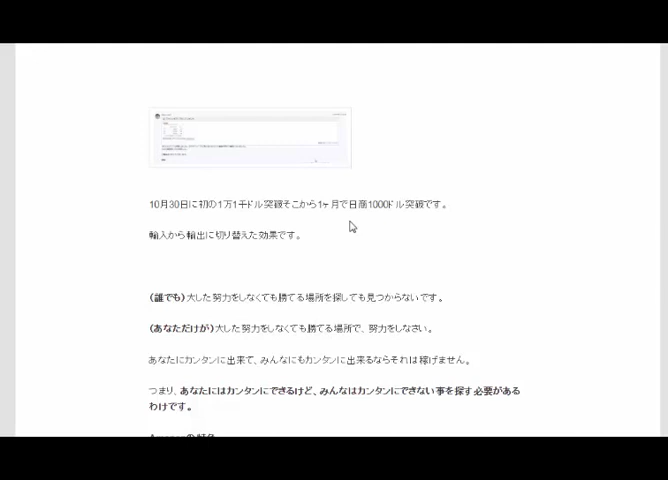 10月30日に初の1万1千ドル突破そこから1ヶ月で日商1000ドル突破です。
輸入から輸出に切り替えた効果です。
(誰でも)大した努力をしなくても勝てる場所を探しても見つからないです。
(あなただけが)大した努力をしなくても勝てる場所で、努力をしなさい。
あなたにカンタンに出来て、みんなにもカンタンに出来るならそれは稼げません。
つまり、あなたにはカンタンにできるけど、みんなはカンタンにできない事を探す必要がある
わけです。